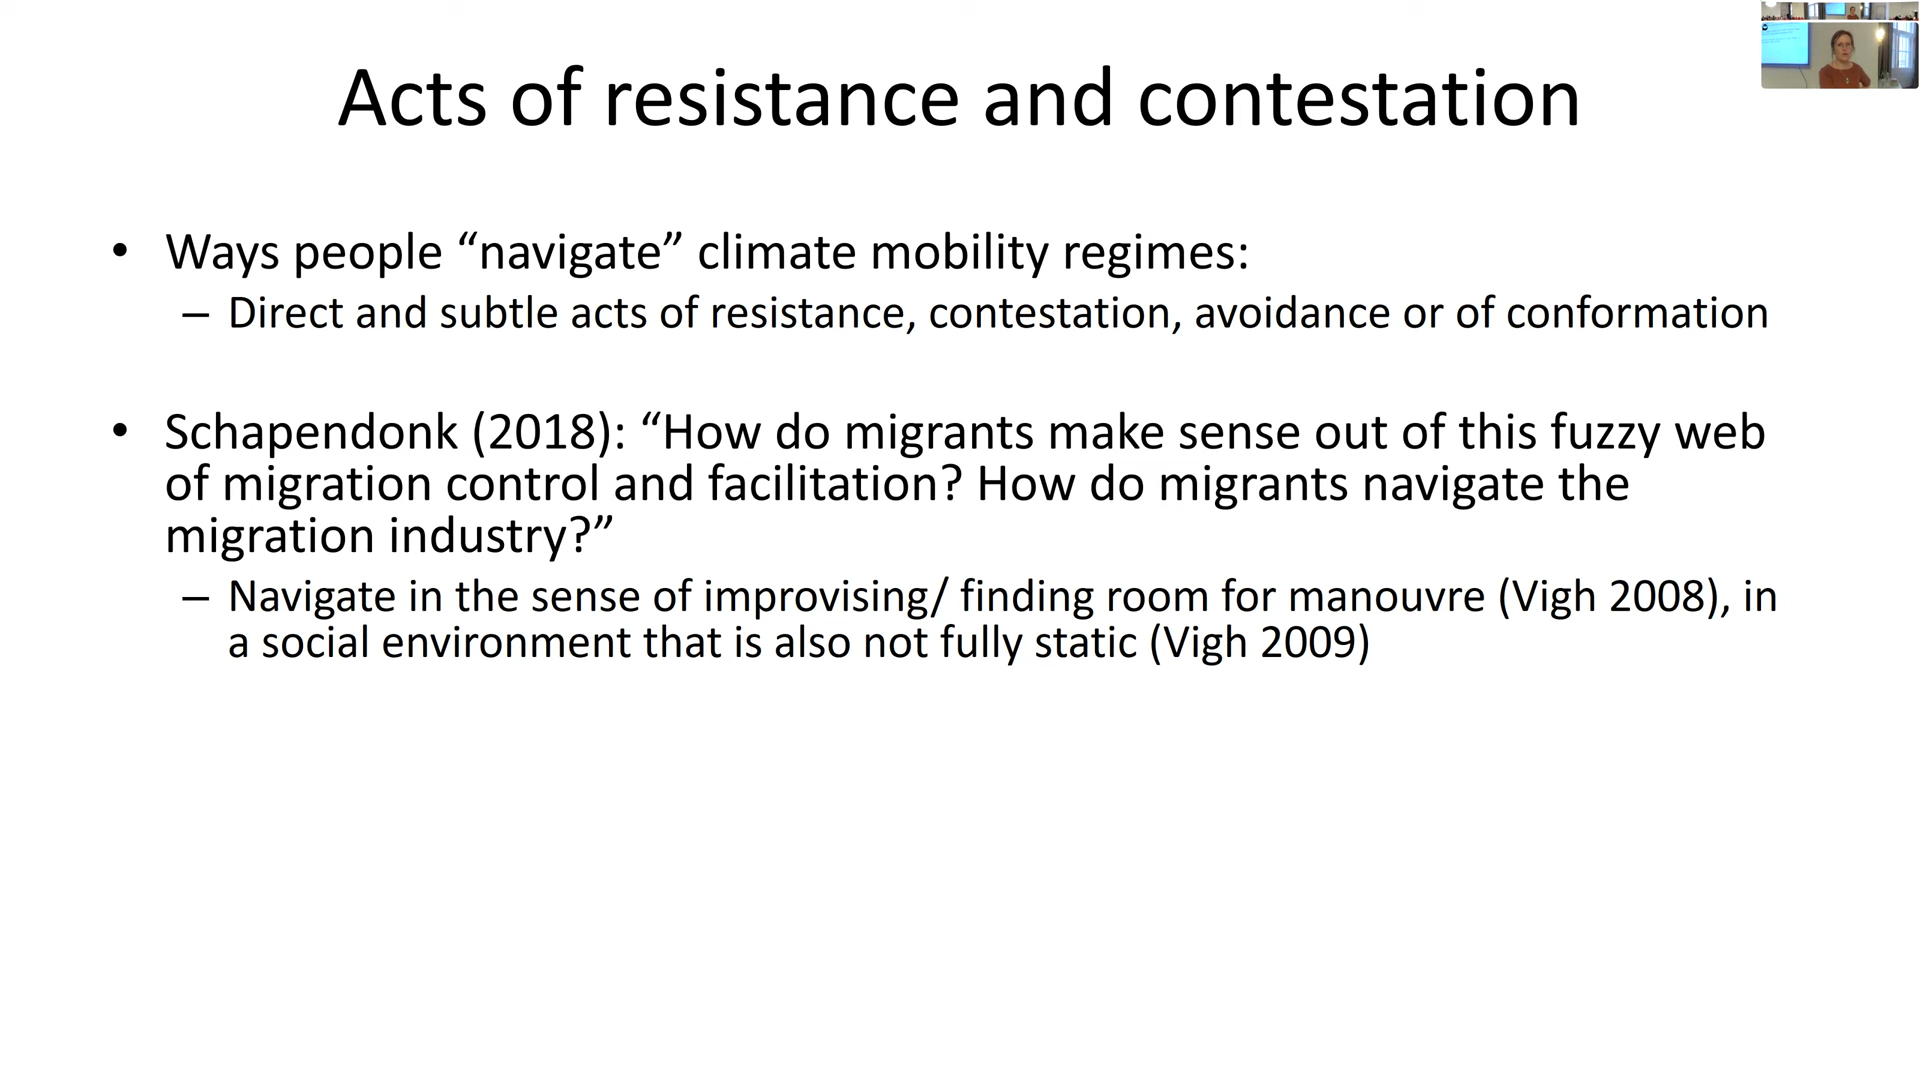 Acts of resistance and contestation
• Ways people “navigate” climate mobility regimes:
– Direct and subtle acts of resistance, contestation, avoidance or of conformation
• Schapendonk (2018): “How do migrants make sense out of this fuzzy web
of migration control and facilitation? How do migrants navigate the
migration industry?”
– Navigate in the sense of improvising/ finding room for manouvre (Vigh 2008), in
a social environment that is also not fully static (Vigh 2009)